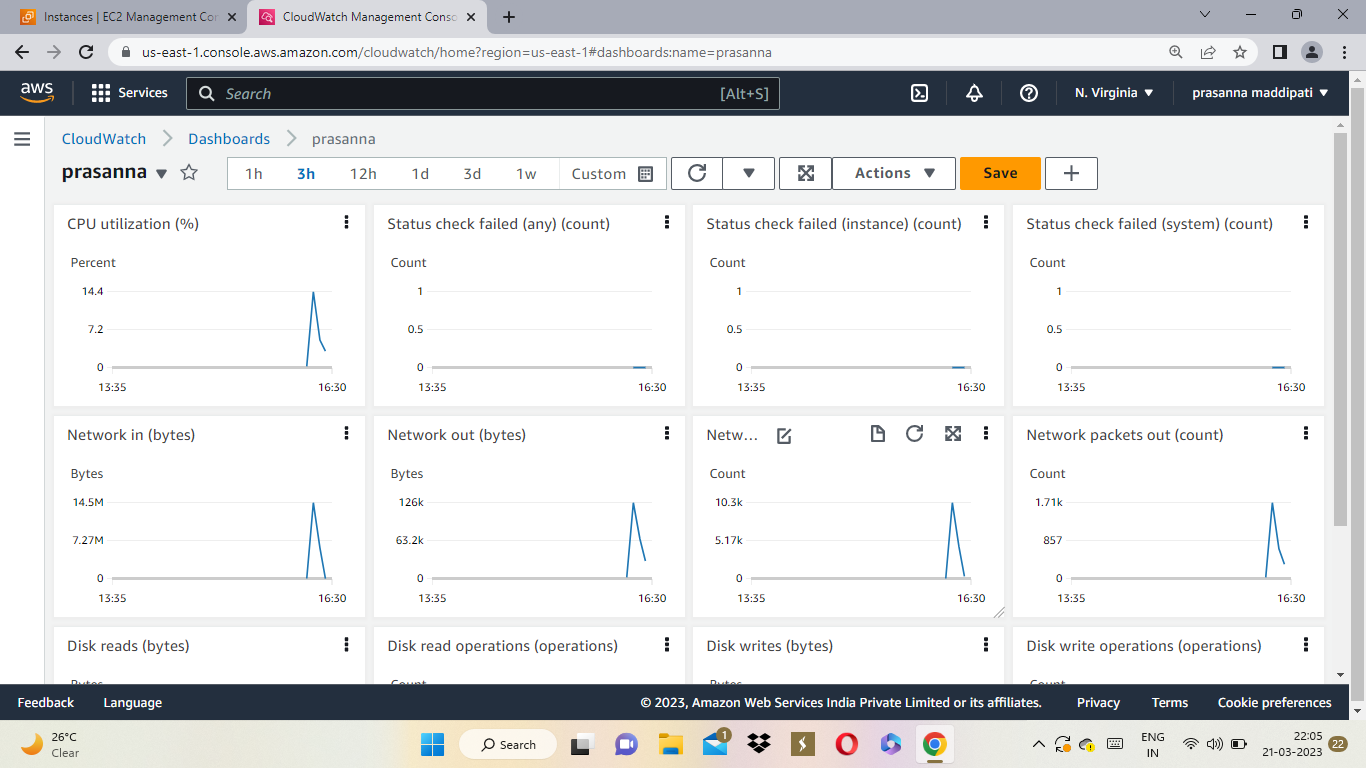 Instances | EC2 Management Con
CloudWatch Management Conso
us-east-1.console.aws.amazon.com/cloudwatch/home?region=us-east-1#dashboards:name=prasanna
aws Services Search [Alt+S] N. Virginia prasanna maddipati
CloudWatch Dashboards prasanna
prasanna 1h 3h 12h 1d 3d 1w Custom Actions Save
CPU utilization (%)
Percent
14.4
7.2
0
13:35 16:30
Status check failed (any) (count)
Count
1
0.5
0
13:35 16:30
Status check failed (instance) (count)
Count
1
0.5
0
13:35 16:30
Status check failed (system) (count)
Count
1
0.5
0
13:35 16:30
Network in (bytes)
Bytes
14.5M
7.27M
0
13:35 16:30
Network out (bytes)
Bytes
126k
63.2k
0
13:35 16:30
Netw...
Count
10.3k
5.17k
0
13:35 16:30
Network packets out (count)
Count
1.71k
857
0
13:35 16:30
Disk reads (bytes)
Bytes
Disk read operations (operations)
Count
Disk writes (bytes)
Bytes
Disk write operations (operations)
Count
Feedback Language © 2023, Amazon Web Services India Private Limited or its affiliates. Privacy Terms Cookie preferences
26°C
Clear
Search
1
ENG
IN
22:05
21-03-2023
22